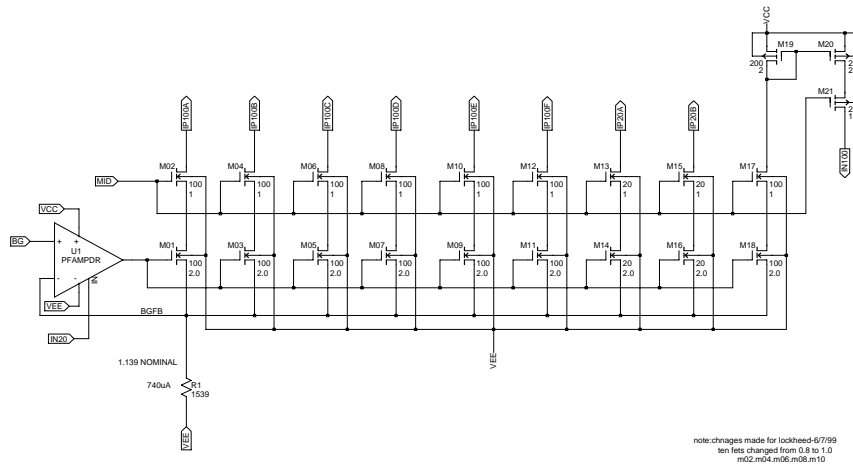 VCC
M19
M20
200
2
2
2
M21
2
1
IP100A
IP100B
IP100C
IP100D
IP100E
IP100F
IP20A
IP20B
IN100
M02
M04
M06
M08
M10
M12
M13
M15
M17
MID
100
100
100
100
100
100
20
20
100
1
1
1
1
1
1
1
1
1
VCC
BG
+
+
U1
PFAMPDR
-
-
IN
M01
M03
M05
M07
M09
M11
M14
M16
M18
100
100
100
100
100
100
20
20
100
2.0
2.0
2.0
2.0
2.0
2.0
2.0
2.0
2.0
VEE
BGFB
IN20
VEE
1.139 NOMINAL
740uA
R1
1539
VEE
note:chnages made for lockheed-6/7/99
ten fets changed from 0.8 to 1.0
m02,m04,m06,m08,m10